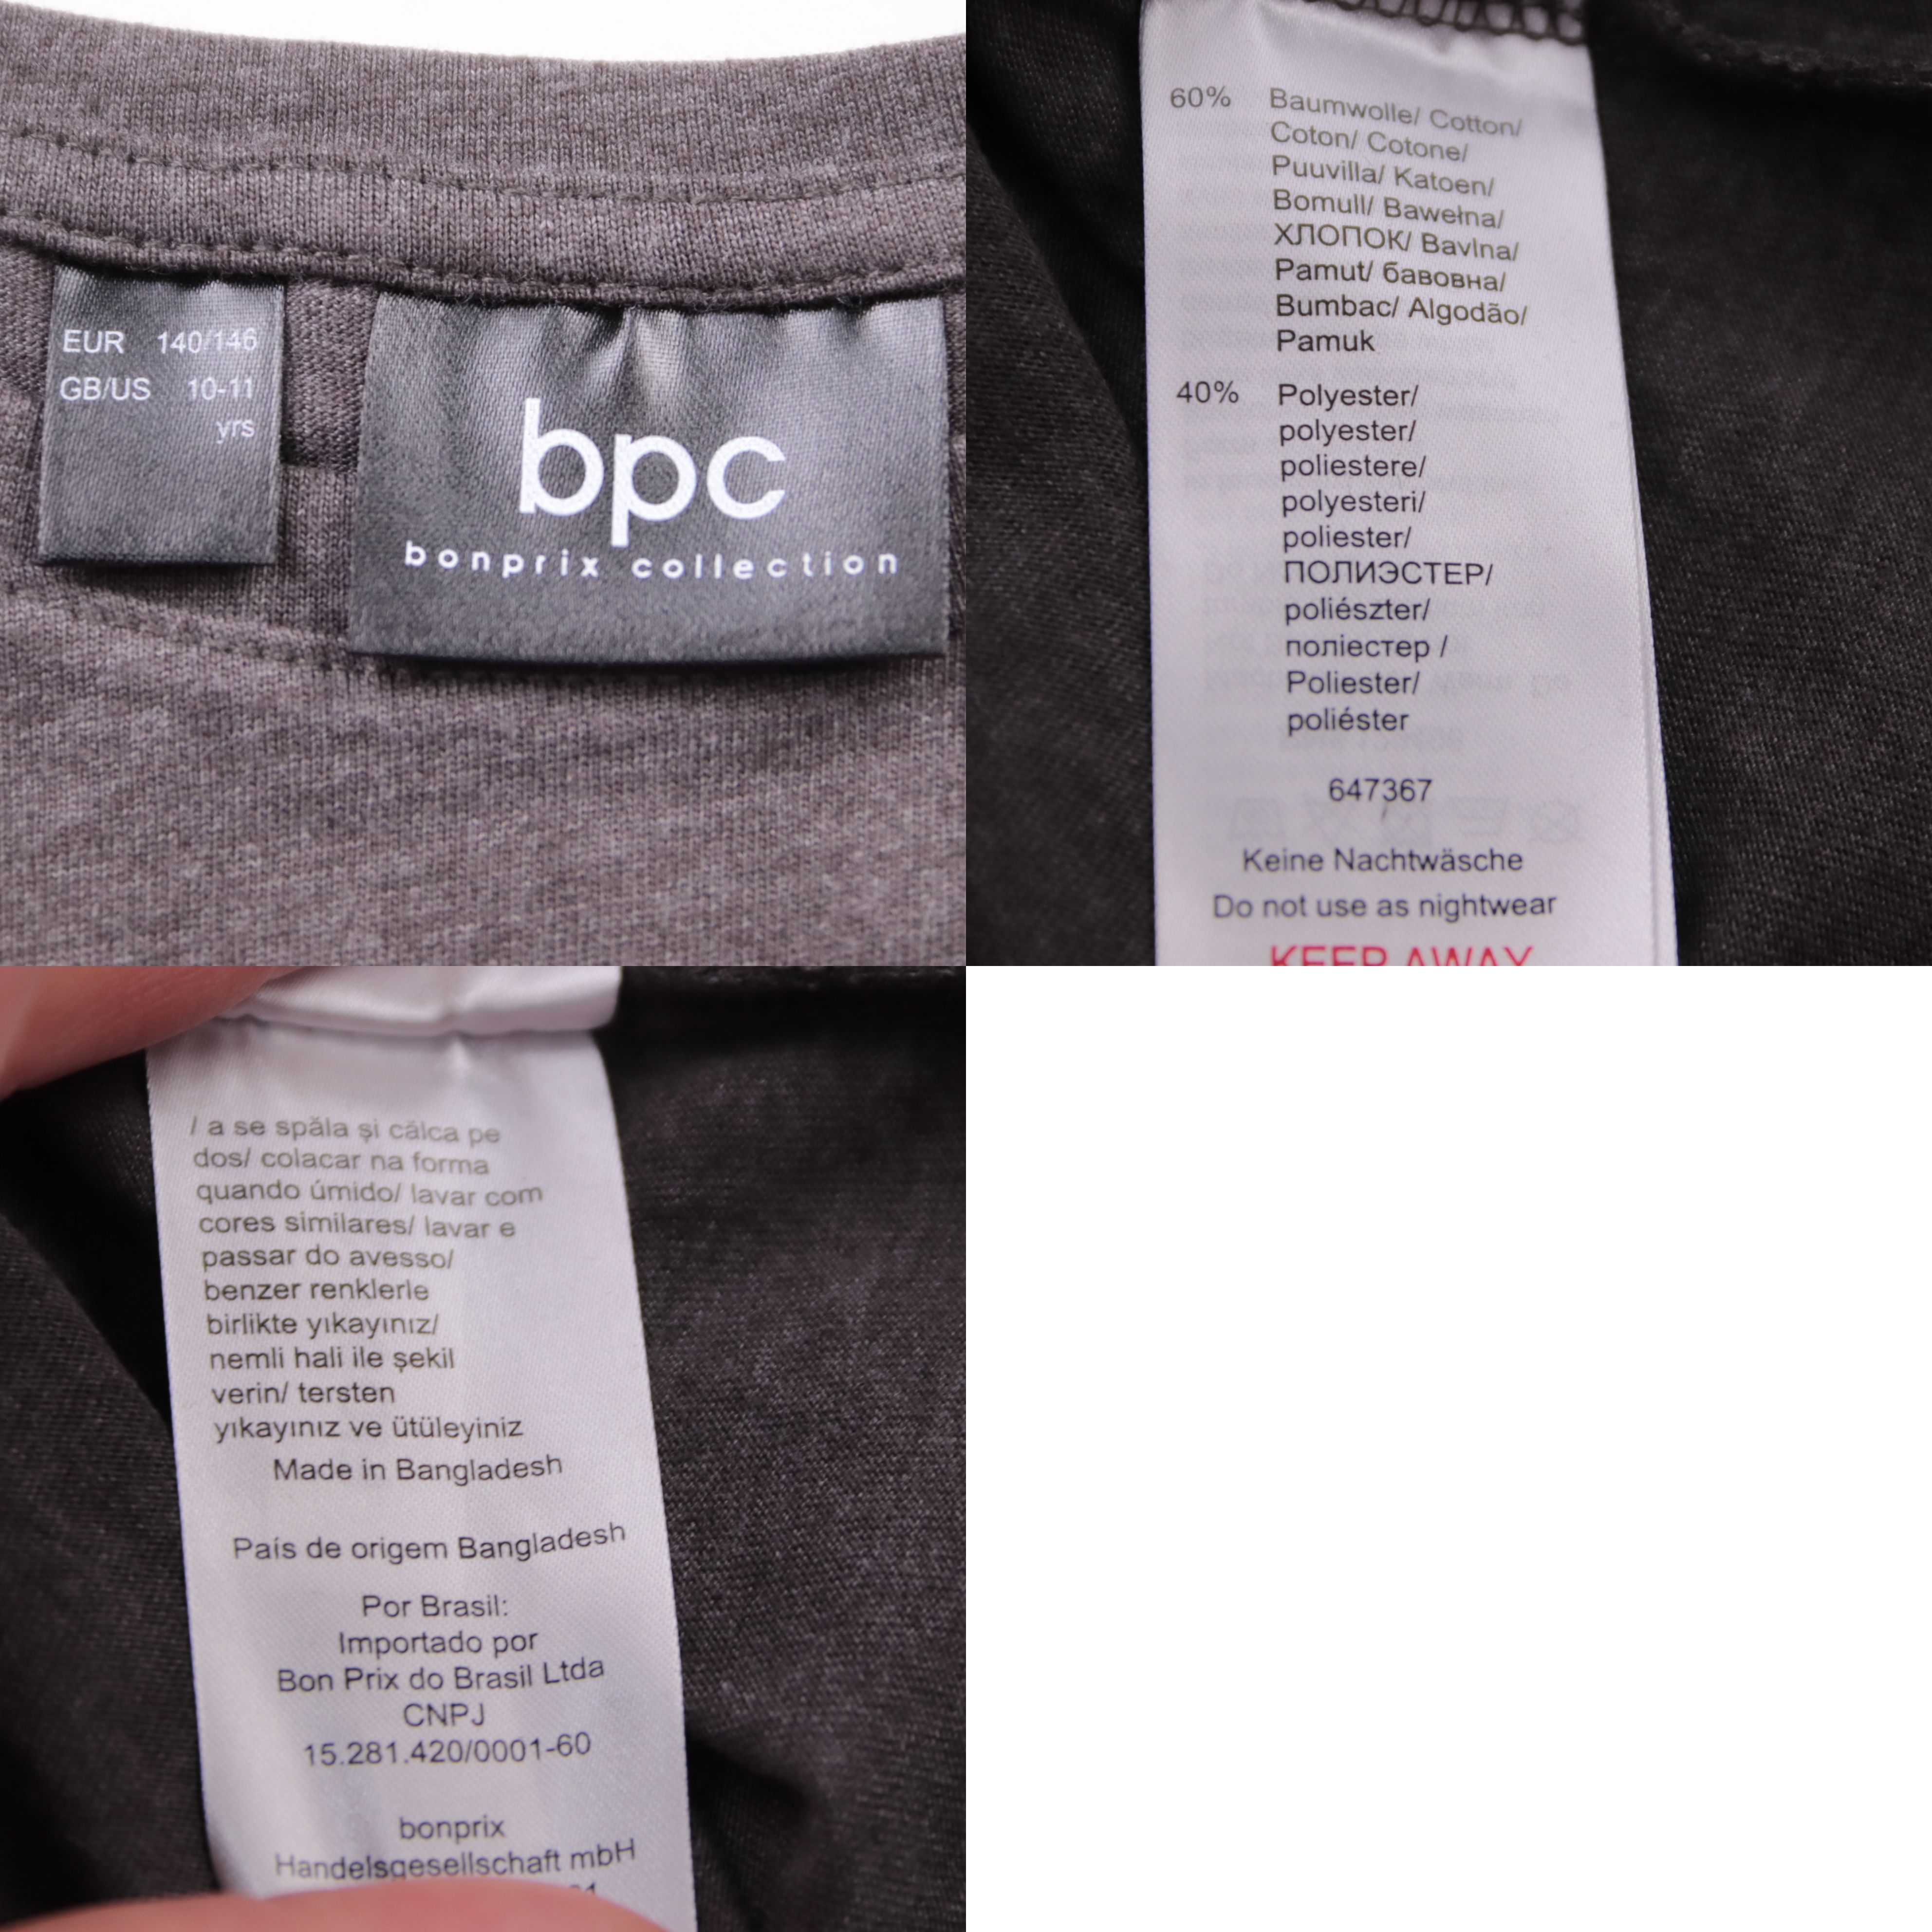 EUR 140/146
GB/US 10-11
yrs
bpc
bonprix collection
60% Baumwolle/ Cotton/
Coton/ Cotone/
Puuvilla/ Katoen/
Bomull/ Bawełna/
ХЛОПОК/ Bavlna/
Pamut/ бавовна/
Bumbac/ Algodão/
Pamuk
40% Polyester/
polyester/
poliestere/
polyesteri/
poliester/
ПОЛИЭСТЕР/
poliészter/
поліестер /
Poliester/
poliéster
647367
Keine Nachtwäsche
Do not use as nightwear
KEEP AWAY
/ a se spăla și călca pe
dos/ colacar na forma
quando úmido/ lavar com
cores similares/ lavar e
passar do avesso/
benzer renklerle
birlikte yıkayınız/
nemli hali ile şekil
verin/ tersten
yıkayınız ve ütüleyiniz
Made in Bangladesh
País de origem Bangladesh
Por Brasil:
Importado por
Bon Prix do Brasil Ltda
CNPJ
15.281.420/0001-60
bonprix
Handelsgesellschaft mbH